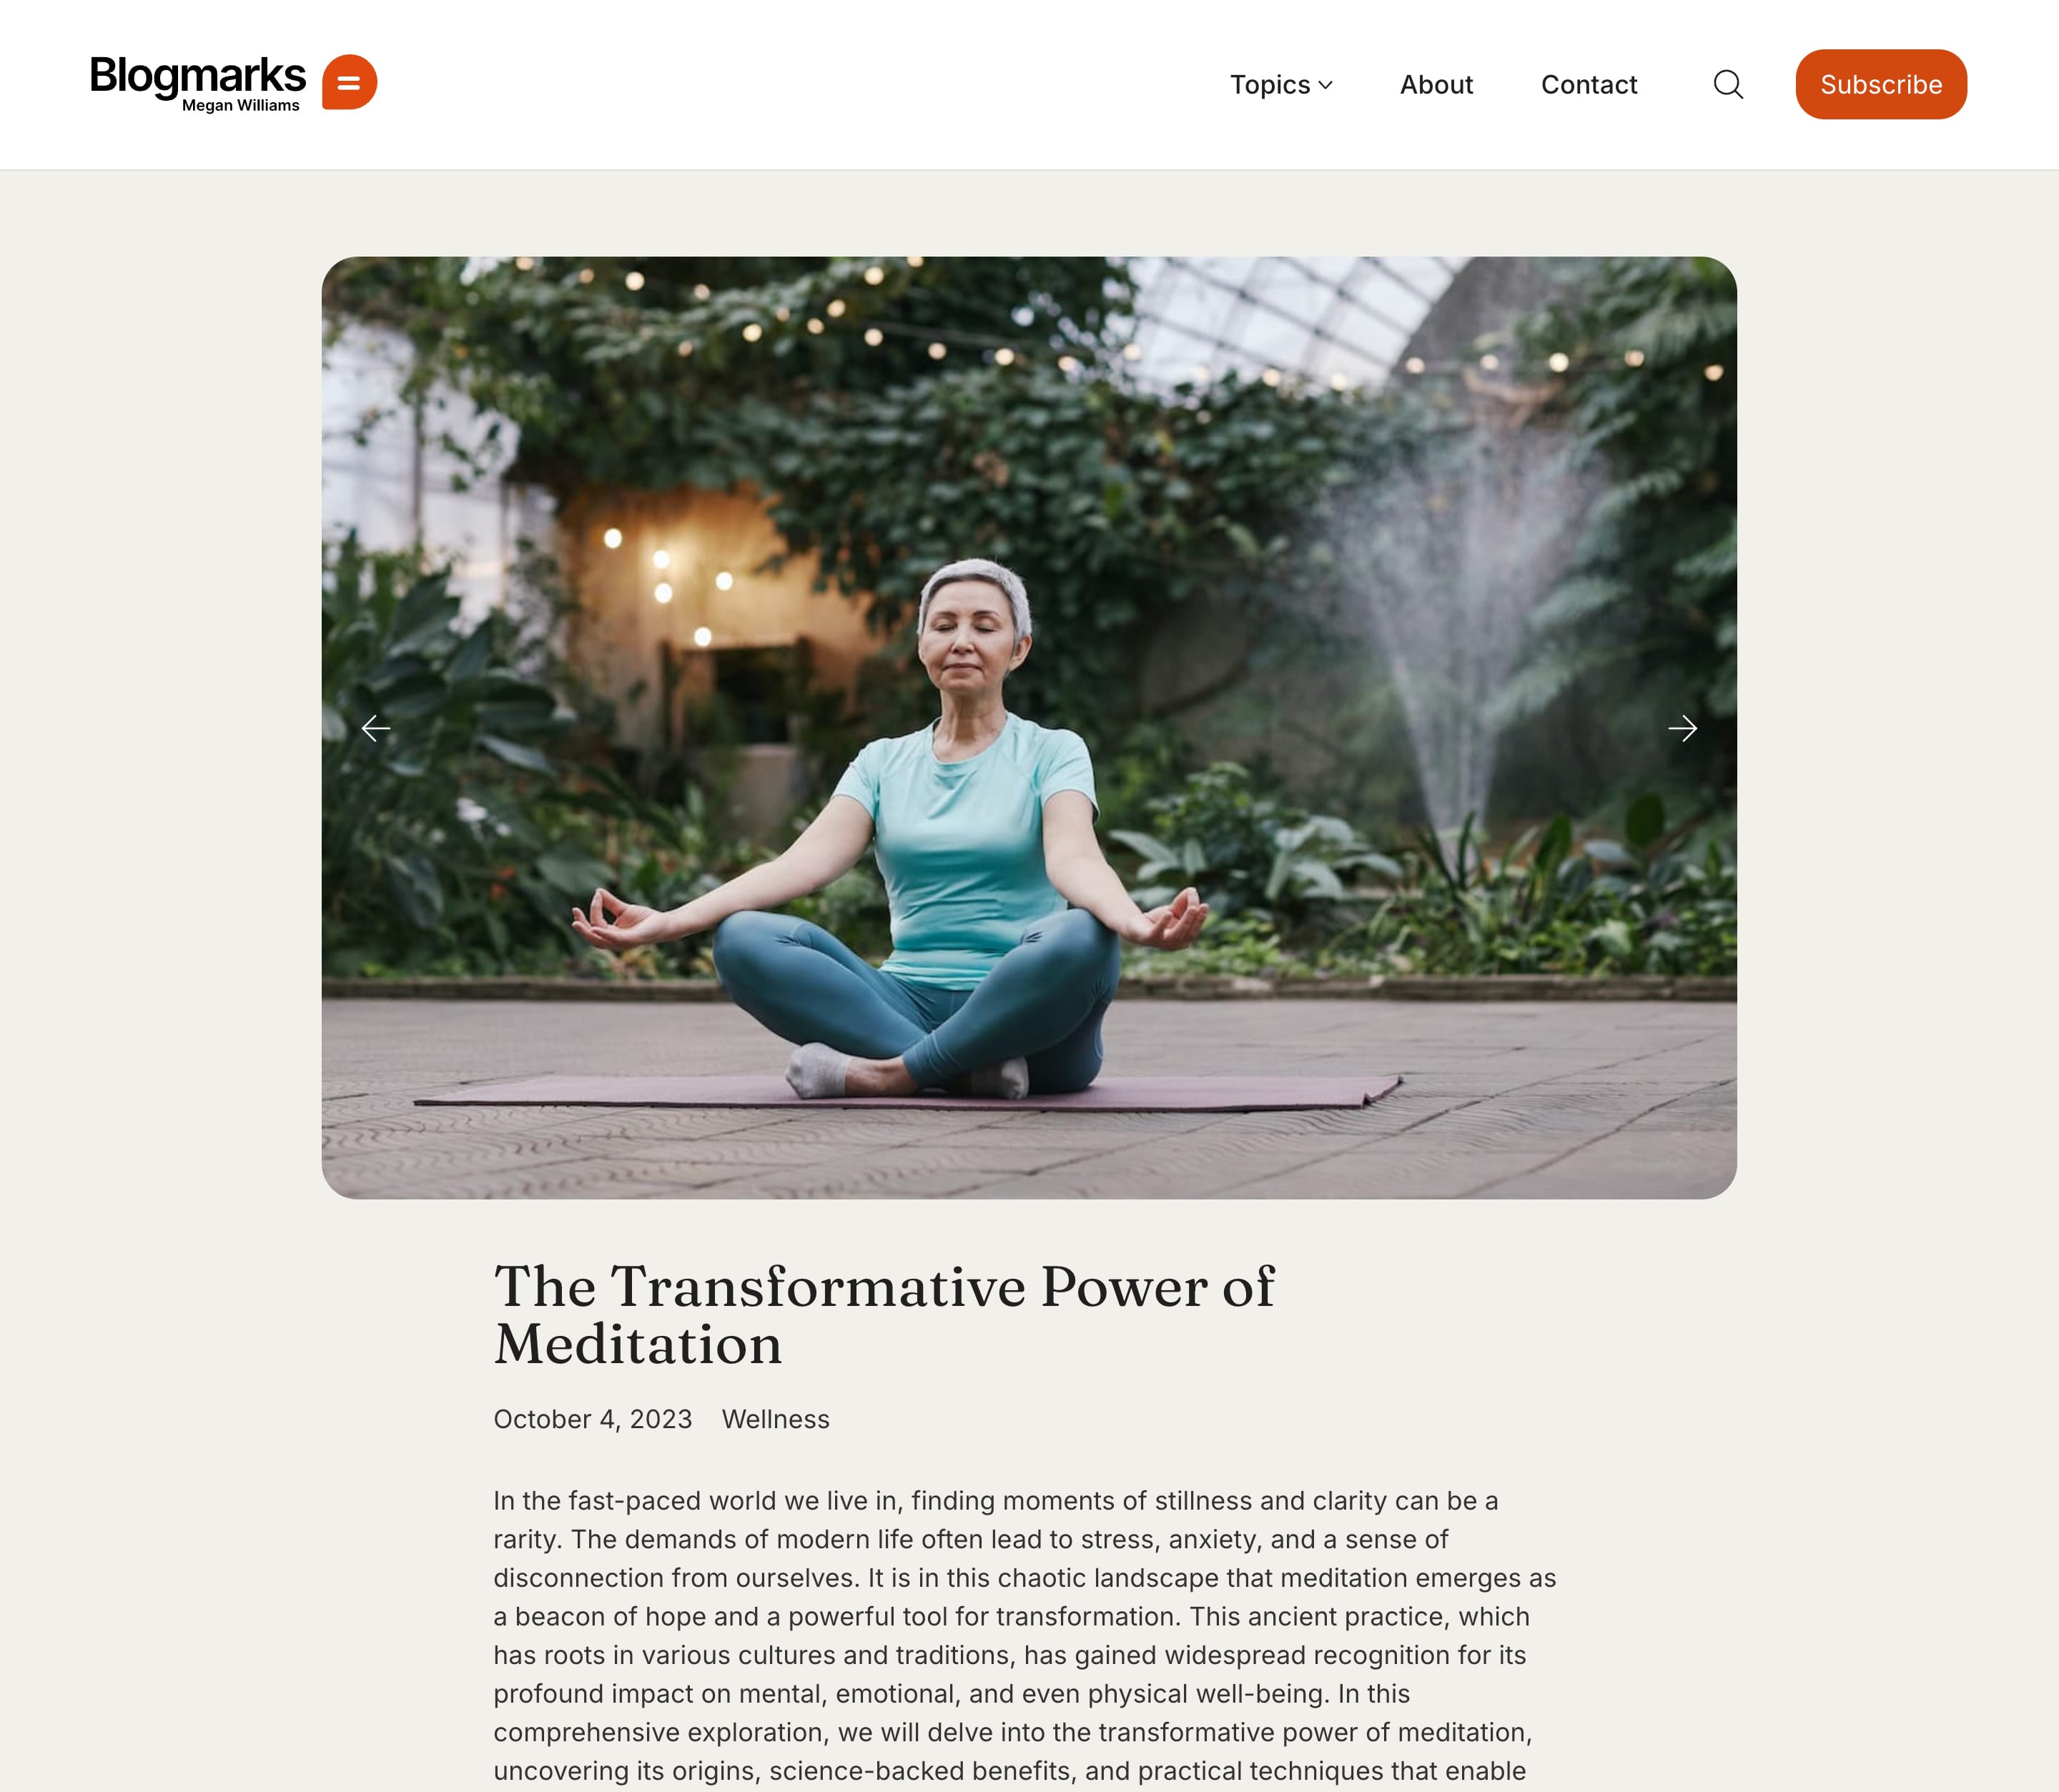 Blogmarks
Megan Williams
Topics About Contact Subscribe
The Transformative Power of
Meditation
October 4, 2023 Wellness
In the fast-paced world we live in, finding moments of stillness and clarity can be a
rarity. The demands of modern life often lead to stress, anxiety, and a sense of
disconnection from ourselves. It is in this chaotic landscape that meditation emerges as
a beacon of hope and a powerful tool for transformation. This ancient practice, which
has roots in various cultures and traditions, has gained widespread recognition for its
profound impact on mental, emotional, and even physical well-being. In this
comprehensive exploration, we will delve into the transformative power of meditation,
uncovering its origins, science-backed benefits, and practical techniques that enable